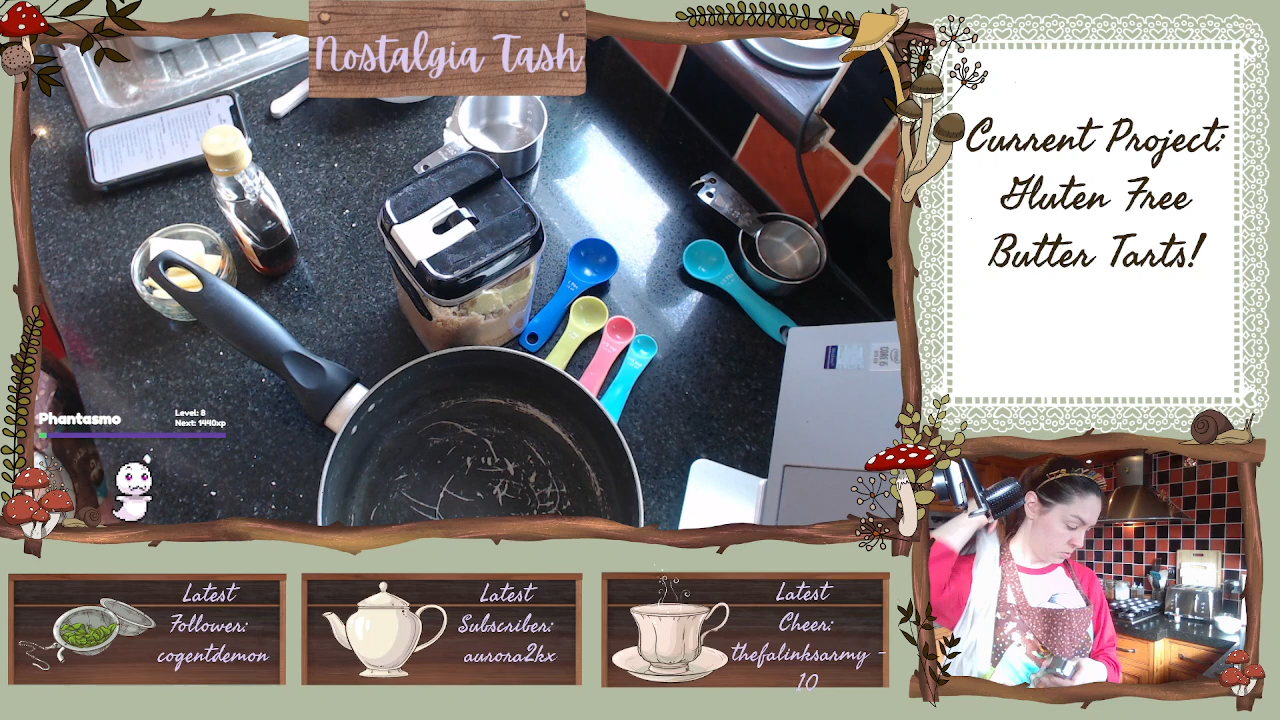 Nostalgia Tash
Current Project:
Gluten Free
Butter Tarts!
Phantasmo
Level: 8
Next: 1440xp
Latest
Follower:
cogentdemon
Latest
Subscriber:
aurora2kx
Latest
Cheer:
thefalinksarmy -
10